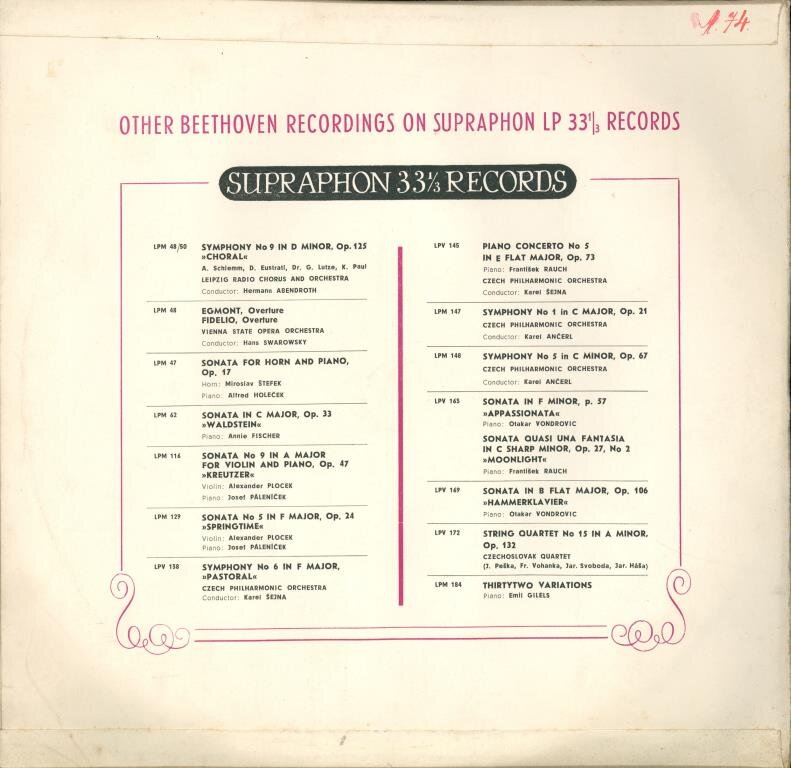 1. 74.
OTHER BEETHOVEN RECORDINGS ON SUPRAPHON LP 33 1/3 RECORDS
SUPRAPHON 33 1/3 RECORDS
LPM 48/50 SYMPHONY No 9 IN D MINOR, Op. 125
»CHORAL«
A. Schlemm, D. Eustrati, Dr. G. Lutze, K. Paul
LEIPZIG RADIO CHORUS AND ORCHESTRA
Conductor: Hermann ABENDROTH
LPM 48 EGMONT, Overture
FIDELIO, Overture
VIENNA STATE OPERA ORCHESTRA
Conductor: Hans SWAROWSKY
LPM 47 SONATA FOR HORN AND PIANO,
Op. 17
Horn: Miroslav ŠTEFEK
Piano: Alfred HOLEČEK
LPM 62 SONATA IN C MAJOR, Op. 33
»WALDSTEIN«
Piano: Annie FISCHER
LPM 116 SONATA No 9 IN A MAJOR
FOR VIOLIN AND PIANO, Op. 47
»KREUTZER«
Violin: Alexander PLOCEK
Piano: Josef PÁLENÍČEK
LPM 129 SONATA No 5 IN F MAJOR, Op. 24
»SPRINGTIME«
Violin: Alexander PLOCEK
Piano: Josef PÁLENÍČEK
LPV 138 SYMPHONY No 6 IN F MAJOR,
»PASTORAL«
CZECH PHILHARMONIC ORCHESTRA
Conductor: Karel ŠEJNA
LPV 145 PIANO CONCERTO No 5
IN E FLAT MAJOR, Op. 73
Piano: František RAUCH
CZECH PHILHARMONIC ORCHESTRA
Conductor: Karel ŠEJNA
LPM 147 SYMPHONY No 1 in C MAJOR, Op. 21
CZECH PHILHARMONIC ORCHESTRA
Conductor: Karel ANČERL
LPM 148 SYMPHONY No 5 in C MINOR, Op. 67
CZECH PHILHARMONIC ORCHESTRA
Conductor: Karel ANČERL
LPV 165 SONATA IN F MINOR, p. 57
»APPASSIONATA«
Piano: Otakar VONDROVIC
SONATA QUASI UNA FANTASIA
IN C SHARP MINOR, Op. 27, No 2
»MOONLIGHT«
Piano: František RAUCH
LPV 169 SONATA IN B FLAT MAJOR, Op. 106
»HAMMERKLAVIER«
Piano: Otakar VONDROVIC
LPV 172 STRING QUARTET No 15 IN A MINOR,
Op. 132
CZECHOSLOVAK QUARTET
(J. Peška, Fr. Vohanka, Jar. Svoboda, Jar. Háša)
LPM 184 THIRTYTWO VARIATIONS
Piano: Emil GILELS